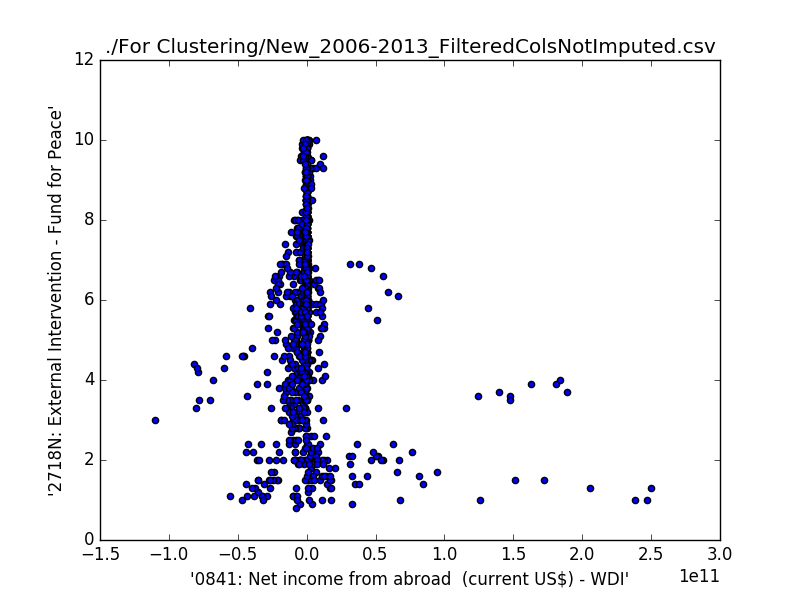 ./For Clustering/New_2006-2013_FilteredColsNotImputed.csv
12
10
8
6
4
2
0
'2718N: External Intervention - Fund for Peace'
−1.5 −1.0 −0.5 0.0 0.5 1.0 1.5 2.0 2.5 3.0
1e11
'0841: Net income from abroad  (current US$) - WDI'